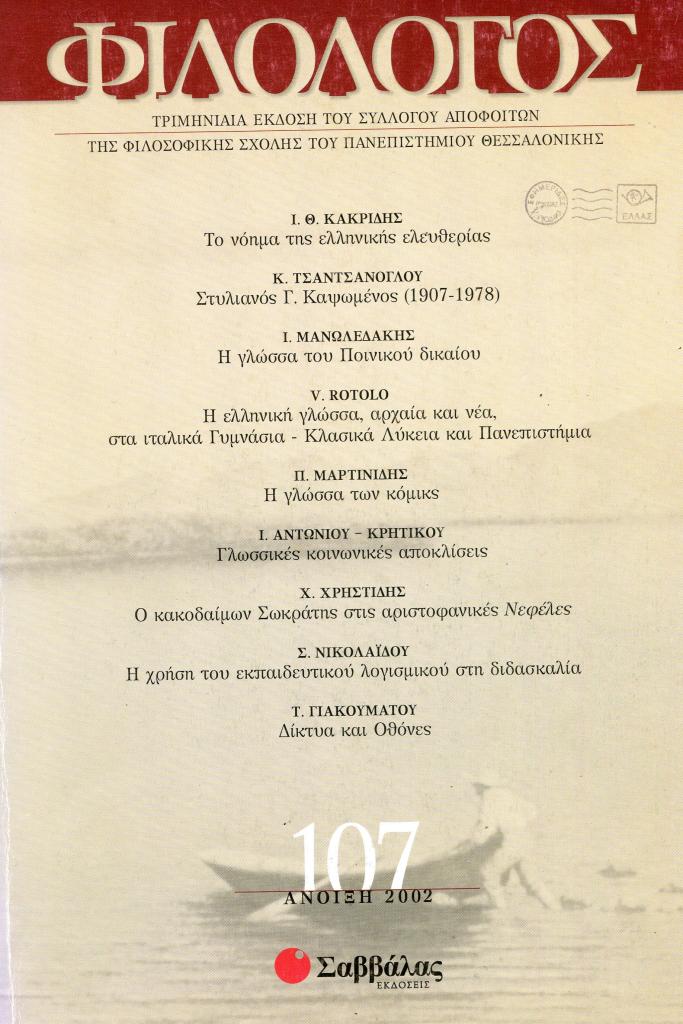 ΦΙΛΟΛΟΓΟΣ
ΤΡΙΜΗΝΙΑΙΑ ΕΚΔΟΣΗ ΤΟΥ ΣΥΛΛΟΓΟΥ ΑΠΟΦΟΙΤΩΝ
ΤΗΣ ΦΙΛΟΣΟΦΙΚΗΣ ΣΧΟΛΗΣ ΤΟΥ ΠΑΝΕΠΙΣΤΗΜΙΟΥ ΘΕΣΣΑΛΟΝΙΚΗΣ
ΕΦΗΜΕΡΙΔΕΣ
ΕΛΛΑΣ
Ι. Θ. ΚΑΚΡΙΔΗΣ
Το νόημα της ελληνικής ελευθερίας
Κ. ΤΣΑΝΤΣΑΝΟΓΛΟΥ
Στυλιανός Γ. Καψωμένος (1907-1978)
Ι. ΜΑΝΩΛΕΔΑΚΗΣ
Η γλώσσα του Ποινικού δικαίου
V. ROTOLO
Η ελληνική γλώσσα, αρχαία και νέα,
στα ιταλικά Γυμνάσια - Κλασικά Λύκεια και Πανεπιστήμια
Π. ΜΑΡΤΙΝΙΔΗΣ
Η γλώσσα των κόμικς
Ι. ΑΝΤΩΝΙΟΥ – ΚΡΗΤΙΚΟΥ
Γλωσσικές κοινωνικές αποκλίσεις
Χ. ΧΡΗΣΤΙΔΗΣ
Ο κακοδαίμων Σωκράτης στις αριστοφανικές Νεφέλες
Σ. ΝΙΚΟΛΑΪΔΟΥ
Η χρήση του εκπαιδευτικού λογισμικού στη διδασκαλία
Τ. ΓΙΑΚΟΥΜΑΤΟΥ
Δίκτυα και Οθόνες
107
ΑΝΟΙΞΗ 2002
Σαββάλας
ΕΚΔΟΣΕΙΣ